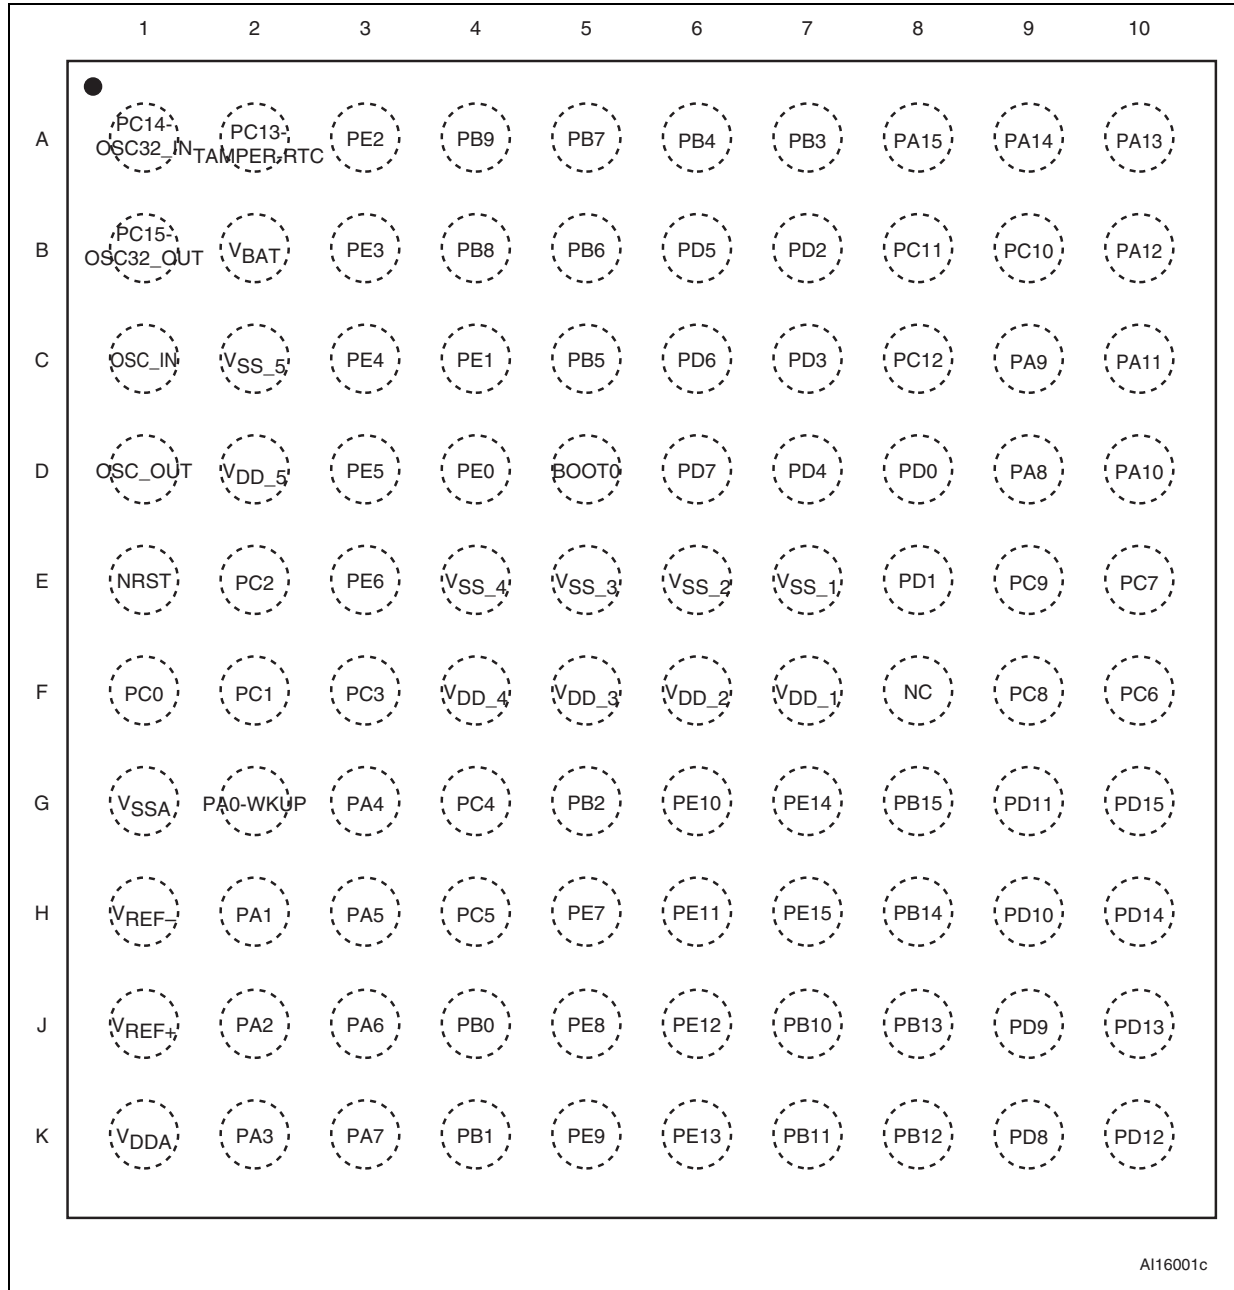 1 2 3 4 5 6 7 8 9 10
A PC14-OSC32_IN PC13-TAMPER-RTC PE2 PB9 PB7 PB4 PB3 PA15 PA14 PA13
B PC15-OSC32_OUT VBAT PE3 PB8 PB6 PD5 PD2 PC11 PC10 PA12
C OSC_IN VSS_5 PE4 PE1 PB5 PD6 PD3 PC12 PA9 PA11
D OSC_OUT VDD_5 PE5 PE0 BOOT0 PD7 PD4 PD0 PA8 PA10
E NRST PC2 PE6 VSS_4 VSS_3 VSS_2 VSS_1 PD1 PC9 PC7
F PC0 PC1 PC3 VDD_4 VDD_3 VDD_2 VDD_1 NC PC8 PC6
G VSSA PA0-WKUP PA4 PC4 PB2 PE10 PE14 PB15 PD11 PD15
H VREF– PA1 PA5 PC5 PE7 PE11 PE15 PB14 PD10 PD14
J VREF+ PA2 PA6 PB0 PE8 PE12 PB10 PB13 PD9 PD13
K VDDA PA3 PA7 PB1 PE9 PE13 PB11 PB12 PD8 PD12
AI16001c